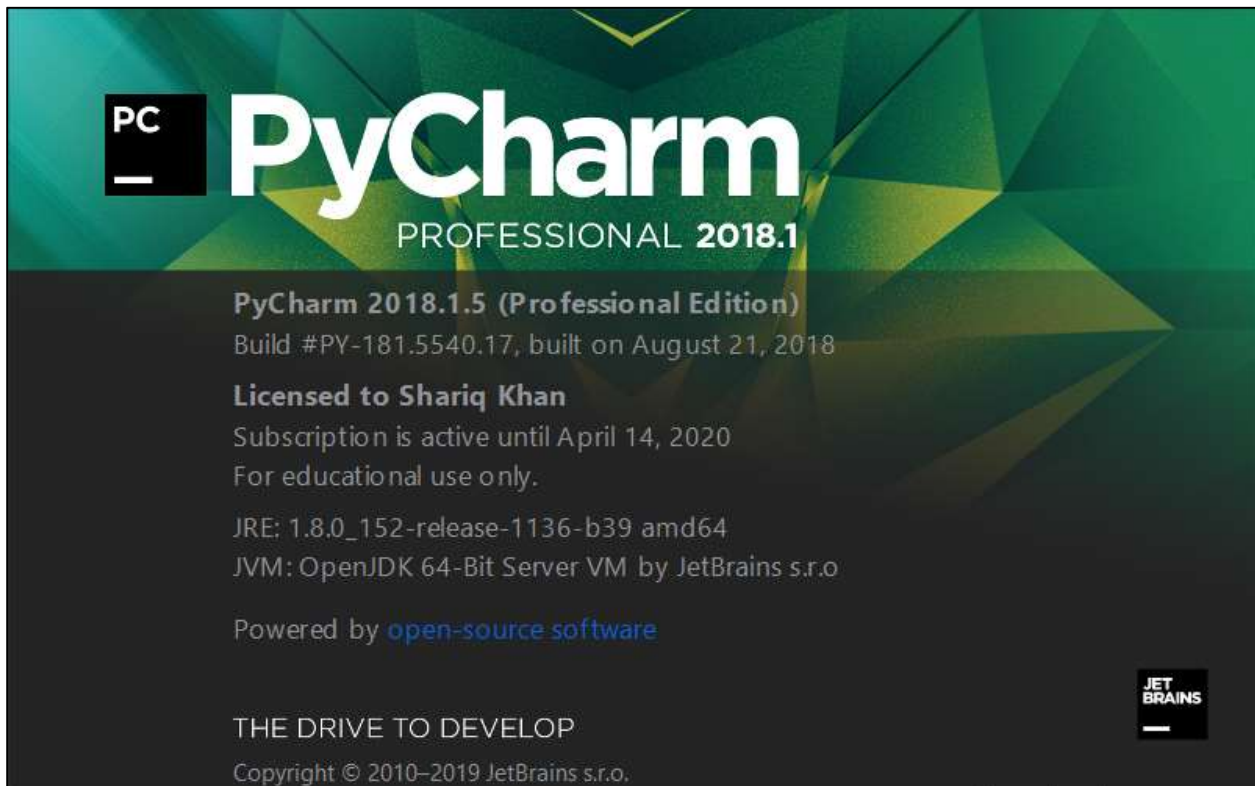 PC
PyCharm
PROFESSIONAL 2018.1
PyCharm 2018.1.5 (Professional Edition)
Build #PY-181.5540.17, built on August 21, 2018
Licensed to Shariq Khan
Subscription is active until April 14, 2020
For educational use only.
JRE: 1.8.0_152-release-1136-b39 amd64
JVM: OpenJDK 64-Bit Server VM by JetBrains s.r.o
Powered by open-source software
JET
BRAINS
THE DRIVE TO DEVELOP
Copyright © 2010–2019 JetBrains s.r.o.